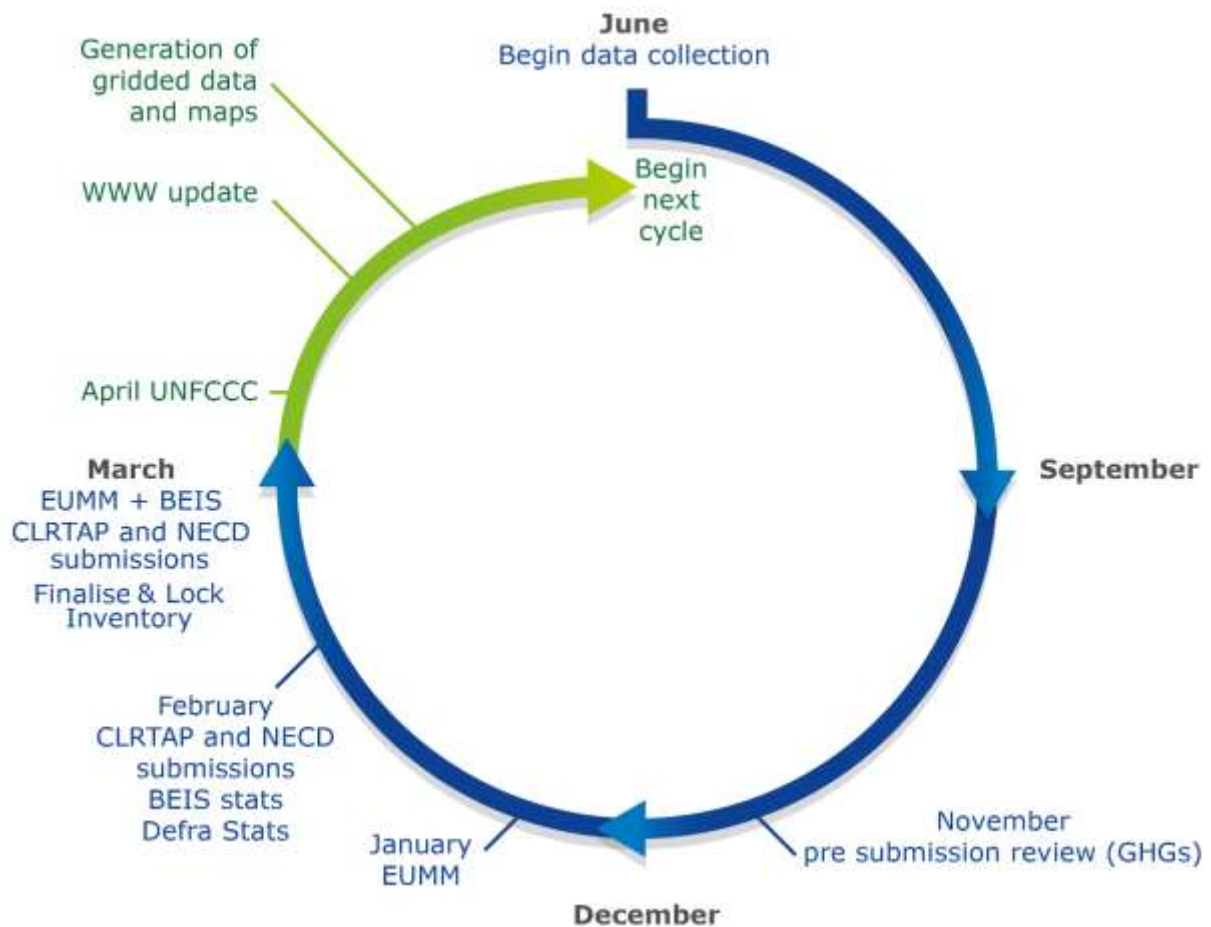 June
Begin data collection
Generation of
gridded data
and maps
WWW update
Begin
next
cycle
April UNFCCC
March
EUMM + BEIS
CLRTAP and NECD
submissions
Finalise & Lock
Inventory
September
February
CLRTAP and NECD
submissions
BEIS stats
Defra Stats
January
EUMM
November
pre submission review (GHGs)
December